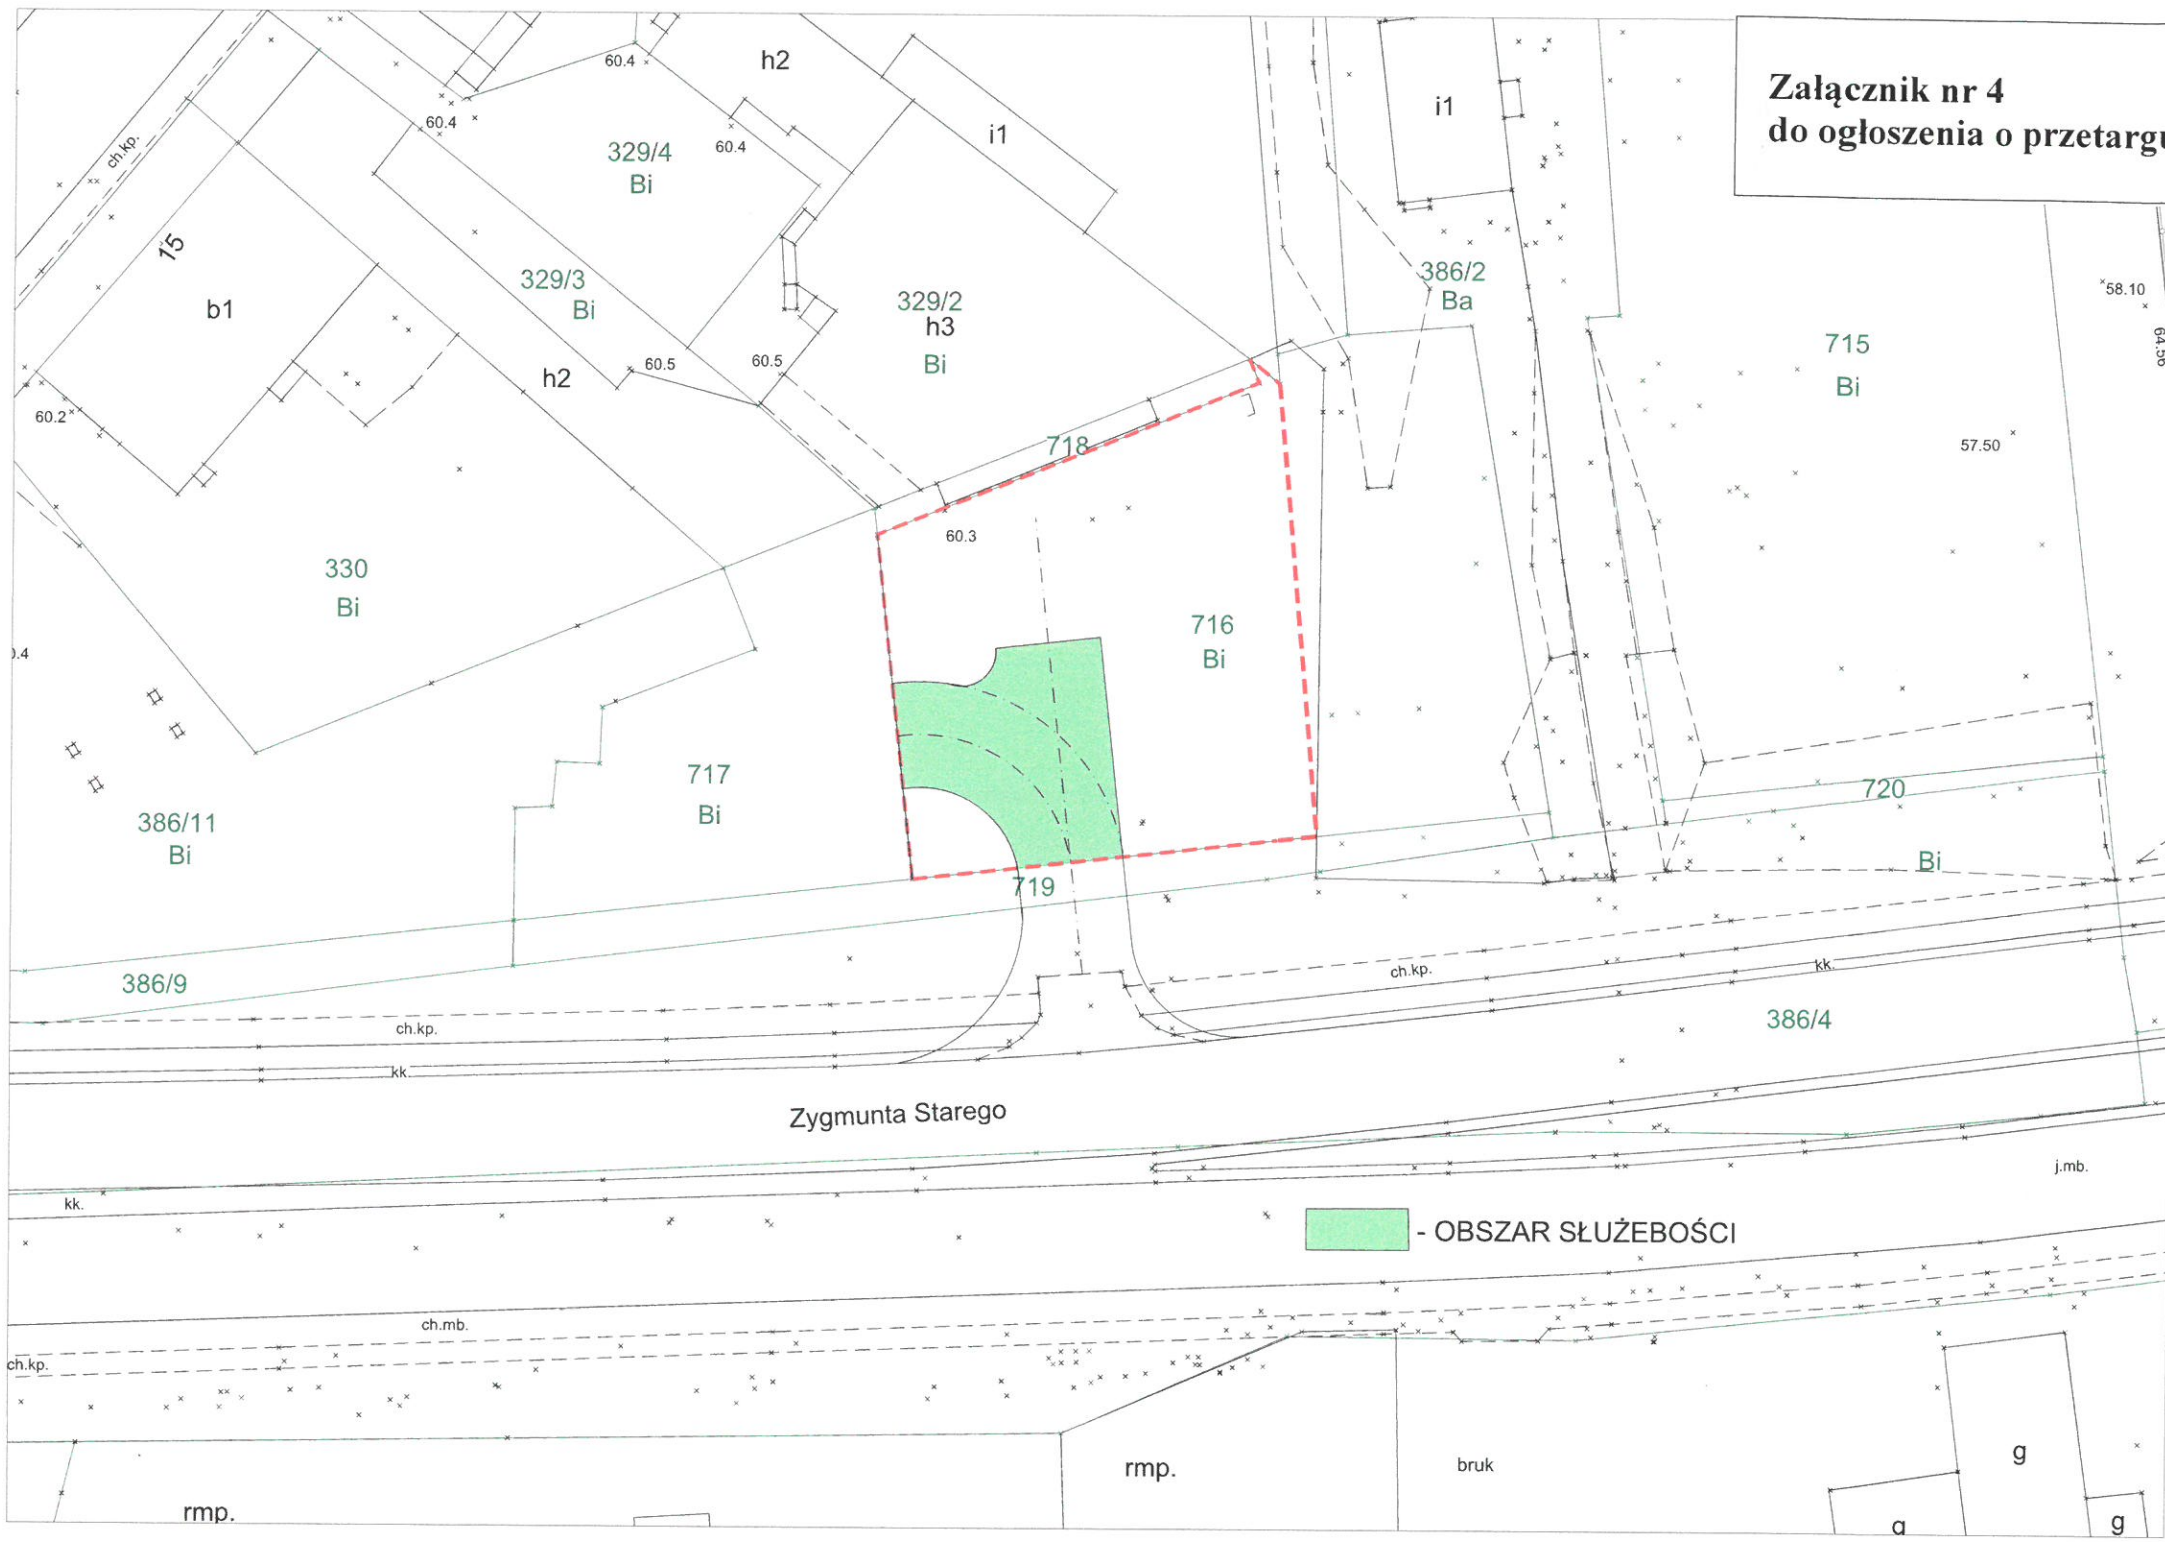 Załącznik nr 4
do ogłoszenia o przetargu
h2
60.4
i1
i1
60.4
60.4
ch.kp.
329/4
Bi
15
b1
329/3
Bi
329/2
h3
Bi
386/2
Ba
58.10
64.56
715
Bi
60.5
60.5
h2
60.2
718
57.50
60.3
330
Bi
716
Bi
717
Bi
720
386/11
Bi
719
Bi
386/9
ch.kp.
kk.
386/4
ch.kp.
kk.
Zygmunta Starego
j.mb.
kk.
- OBSZAR SŁUŻEBOŚCI
ch.mb.
ch.kp.
rmp.
bruk
g
rmp.
g
g